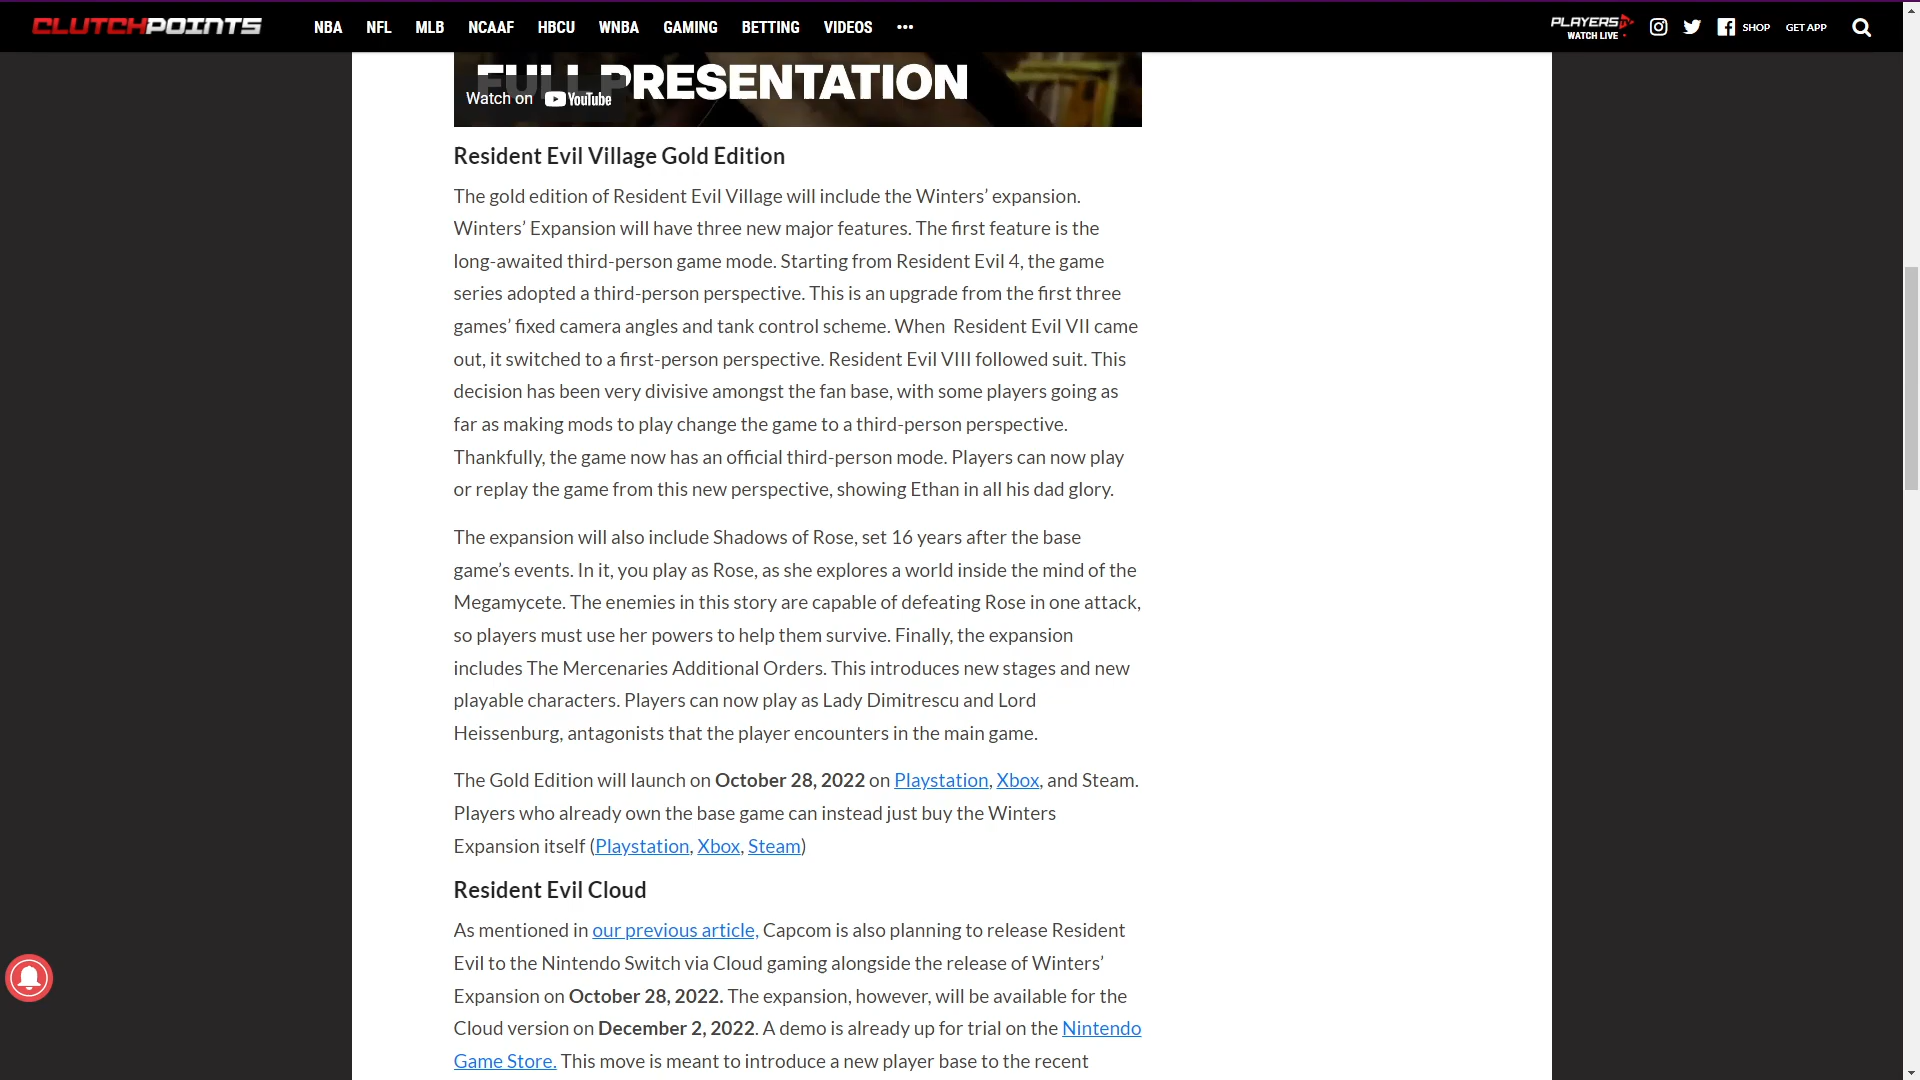 CLUTCHPOINTS NBA NFL MLB NCAAF HBCU WNBA GAMING BETTING VIDEOS ••• PLAYERS TV WATCH LIVE SHOP GET APP
FULL PRESENTATION
Watch on YouTube
Resident Evil Village Gold Edition
The gold edition of Resident Evil Village will include the Winters’ expansion.
Winters’ Expansion will have three new major features. The first feature is the
long-awaited third-person game mode. Starting from Resident Evil 4, the game
series adopted a third-person perspective. This is an upgrade from the first three
games’ fixed camera angles and tank control scheme. When  Resident Evil VII came
out, it switched to a first-person perspective. Resident Evil VIII followed suit. This
decision has been very divisive amongst the fan base, with some players going as
far as making mods to play change the game to a third-person perspective.
Thankfully, the game now has an official third-person mode. Players can now play
or replay the game from this new perspective, showing Ethan in all his dad glory.
The expansion will also include Shadows of Rose, set 16 years after the base
game’s events. In it, you play as Rose, as she explores a world inside the mind of the
Megamycete. The enemies in this story are capable of defeating Rose in one attack,
so players must use her powers to help them survive. Finally, the expansion
includes The Mercenaries Additional Orders. This introduces new stages and new
playable characters. Players can now play as Lady Dimitrescu and Lord
Heissenburg, antagonists that the player encounters in the main game.
The Gold Edition will launch on October 28, 2022 on Playstation, Xbox, and Steam.
Players who already own the base game can instead just buy the Winters
Expansion itself (Playstation, Xbox, Steam)
Resident Evil Cloud
As mentioned in our previous article, Capcom is also planning to release Resident
Evil to the Nintendo Switch via Cloud gaming alongside the release of Winters’
Expansion on October 28, 2022. The expansion, however, will be available for the
Cloud version on December 2, 2022. A demo is already up for trial on the Nintendo
Game Store. This move is meant to introduce a new player base to the recent